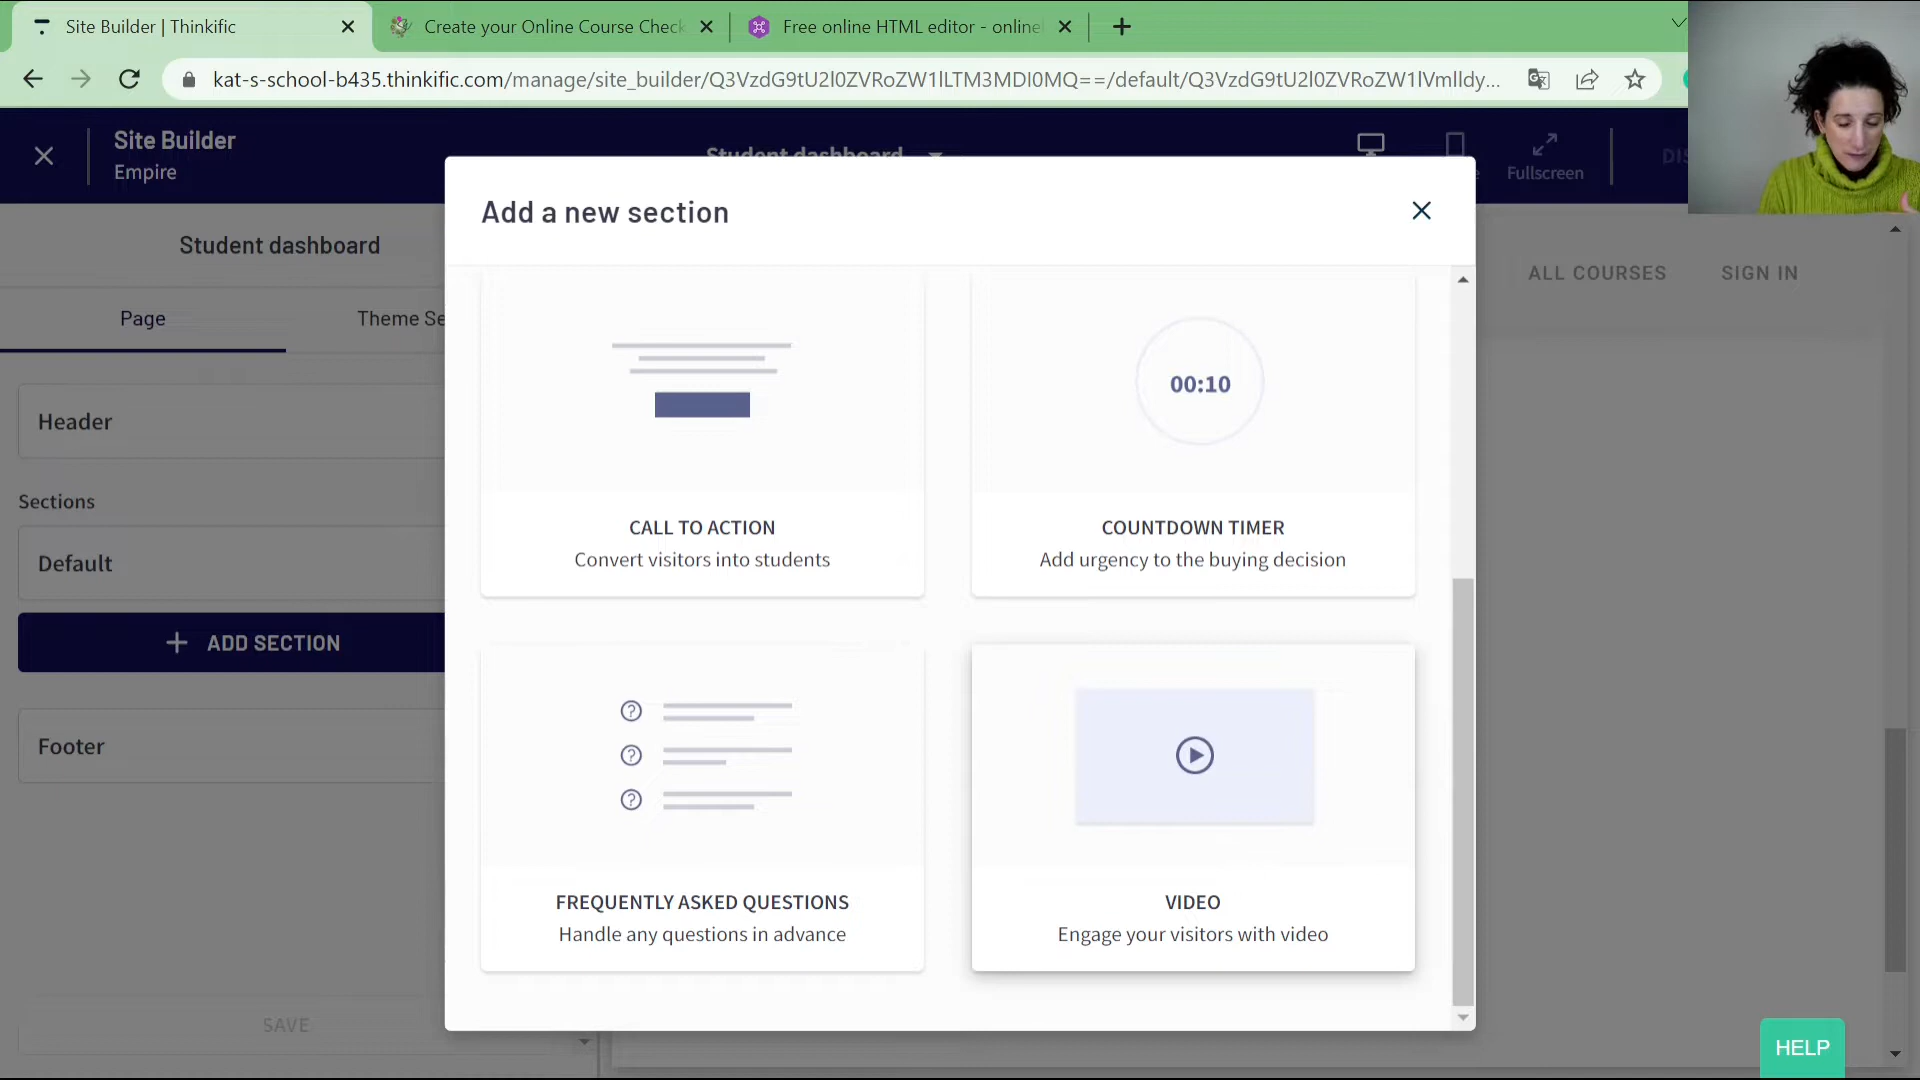 Site Builder | Thinkific
Create your Online Course Check
Free online HTML editor - online
kat-s-school-b435.thinkific.com/manage/site_builder/Q3VzdG9tU2l0ZVRoZW1lLTM3MDI0MQ==/default/Q3VzdG9tU2l0ZVRoZW1lVmlldy...
Site Builder
Empire
Student dashboard
Fullscreen
Student dashboard
Page
Theme Se
Header
Sections
Default
+ ADD SECTION
Footer
SAVE
Add a new section
CALL TO ACTION
Convert visitors into students
00:10
COUNTDOWN TIMER
Add urgency to the buying decision
FREQUENTLY ASKED QUESTIONS
Handle any questions in advance
VIDEO
Engage your visitors with video
ALL COURSES
SIGN IN
HELP